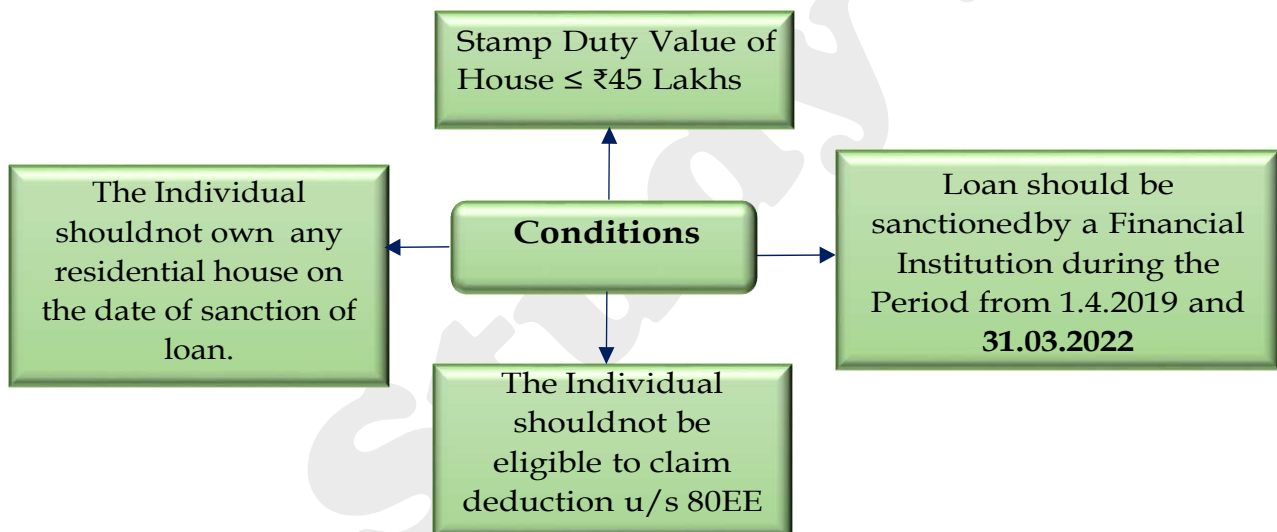 Stamp Duty Value of
House ≤ ₹45 Lakhs
The Individual
shouldnot own any
residential house on
the date of sanction of
loan.
Conditions
Loan should be
sanctionedby a Financial
Institution during the
Period from 1.4.2019 and
31.03.2022
The Individual
shouldnot be
eligible to claim
deduction u/s 80EE